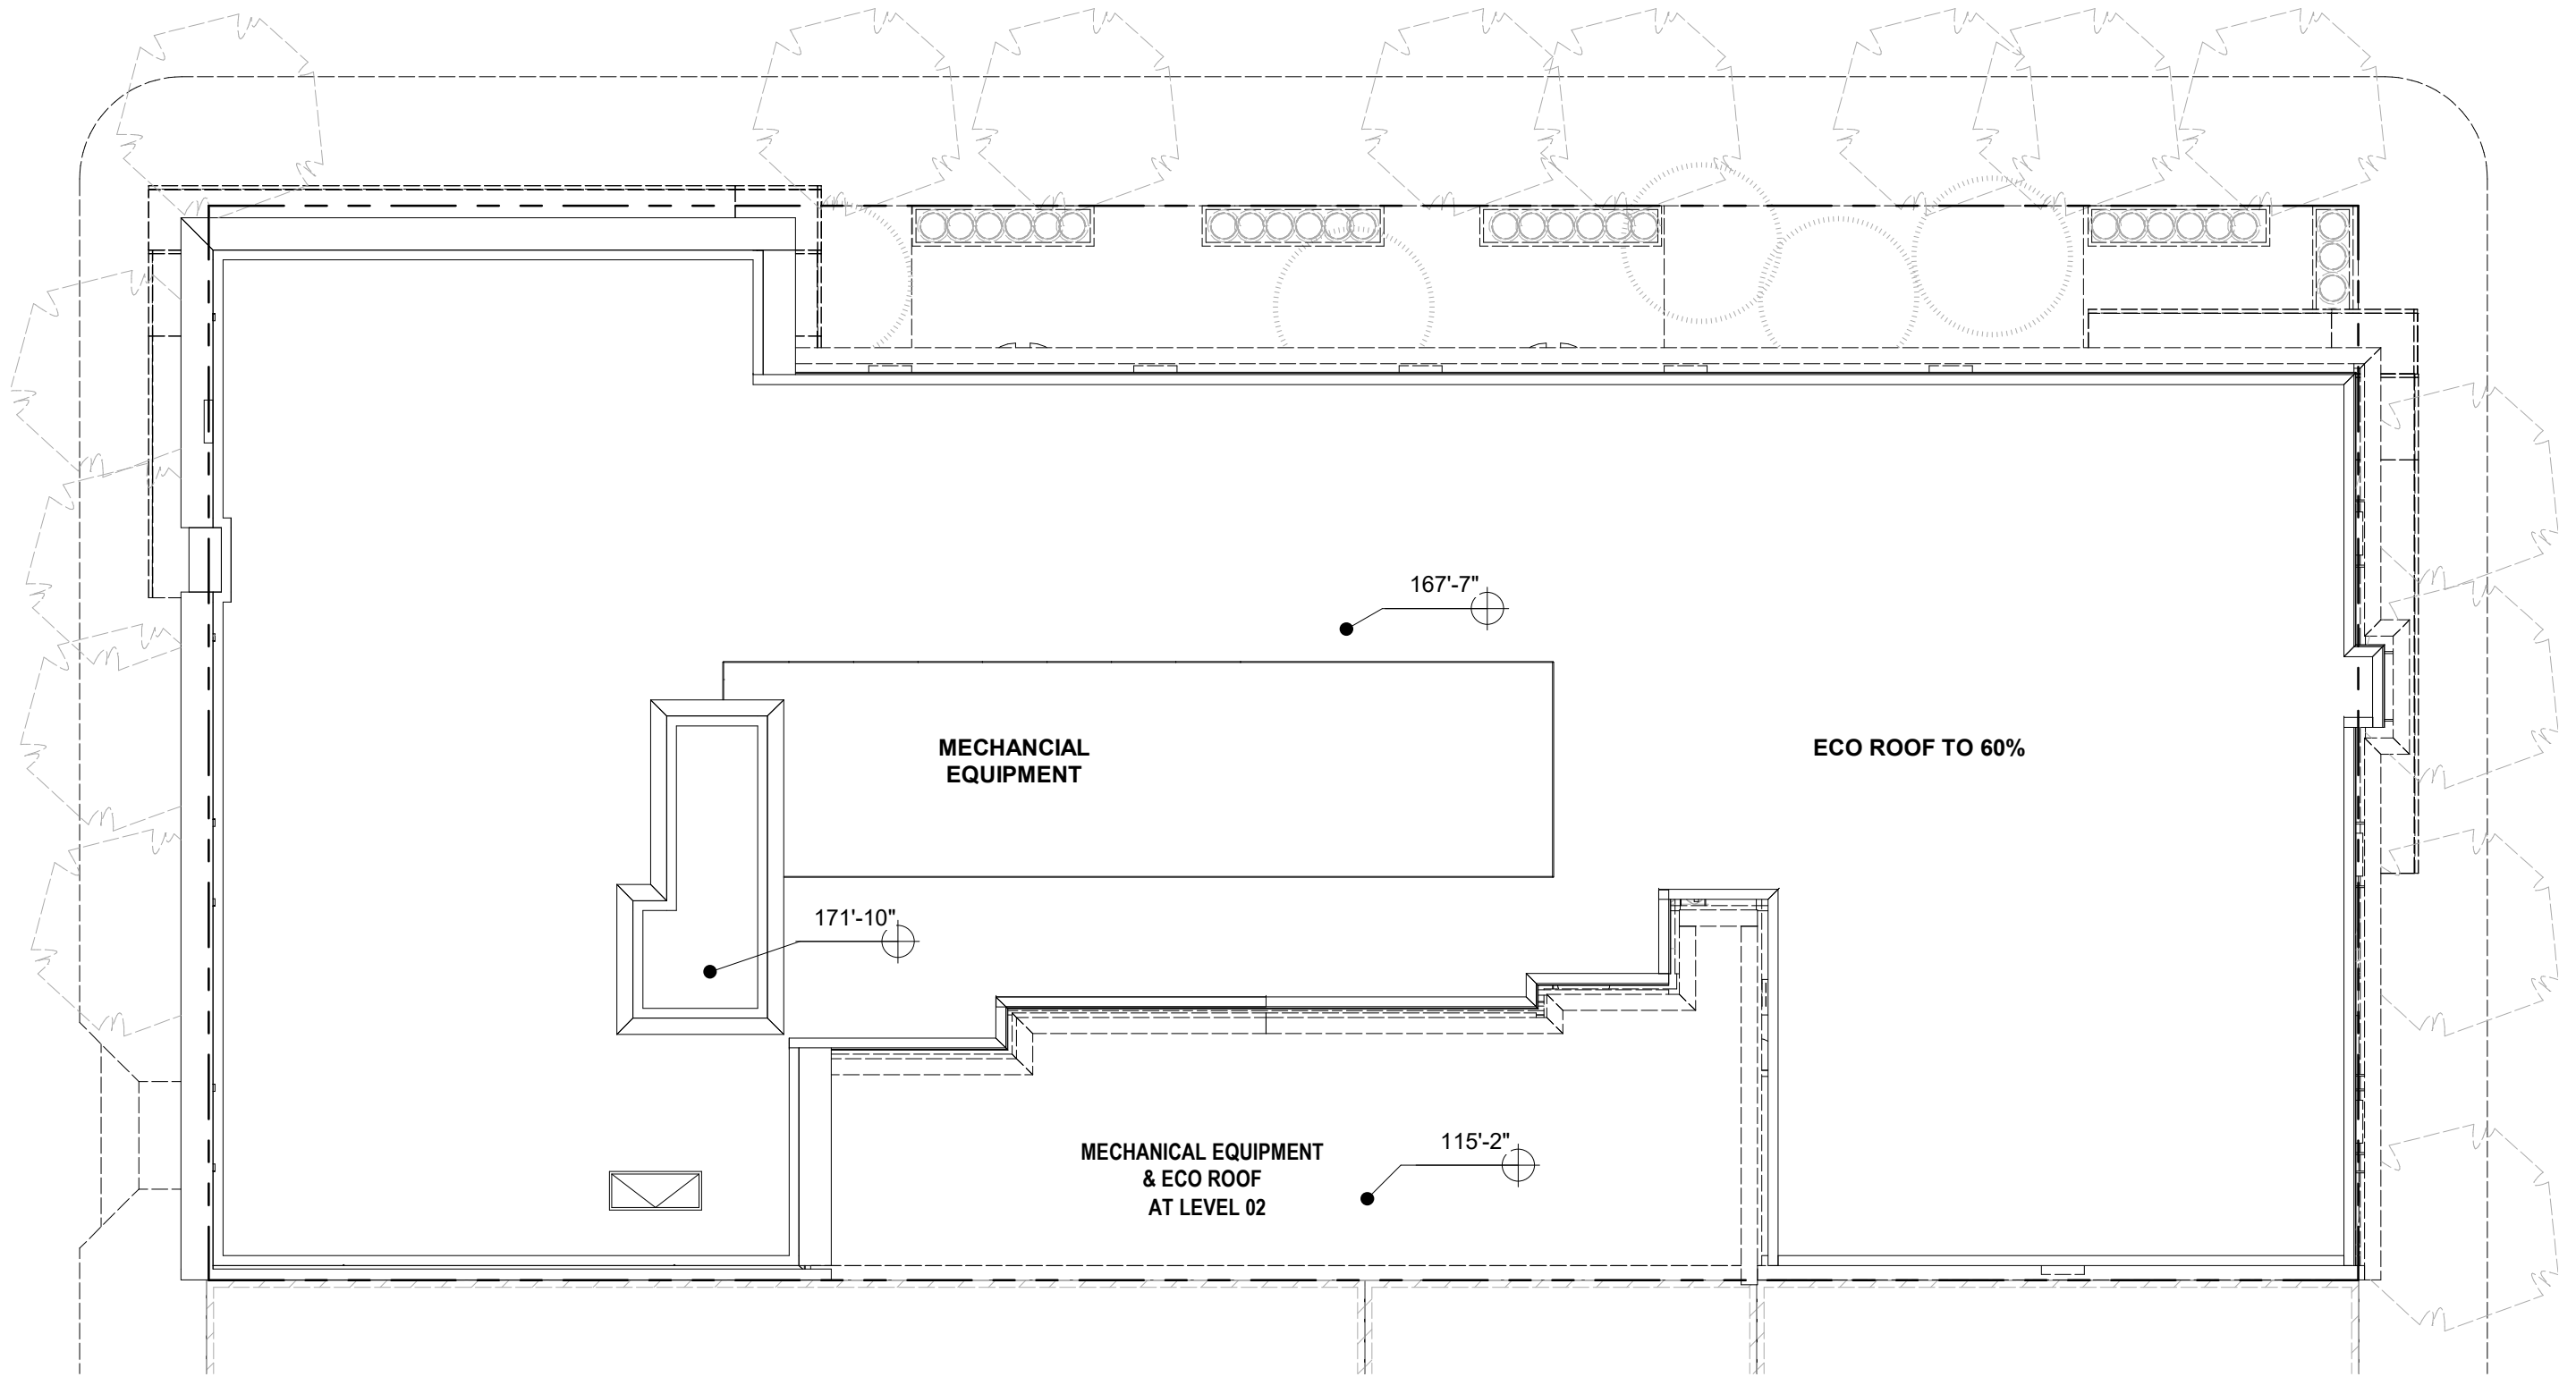 167'-7"
MECHANCIAL
EQUIPMENT
ECO ROOF TO 60%
171'-10"
MECHANICAL EQUIPMENT
& ECO ROOF
AT LEVEL 02
115'-2"